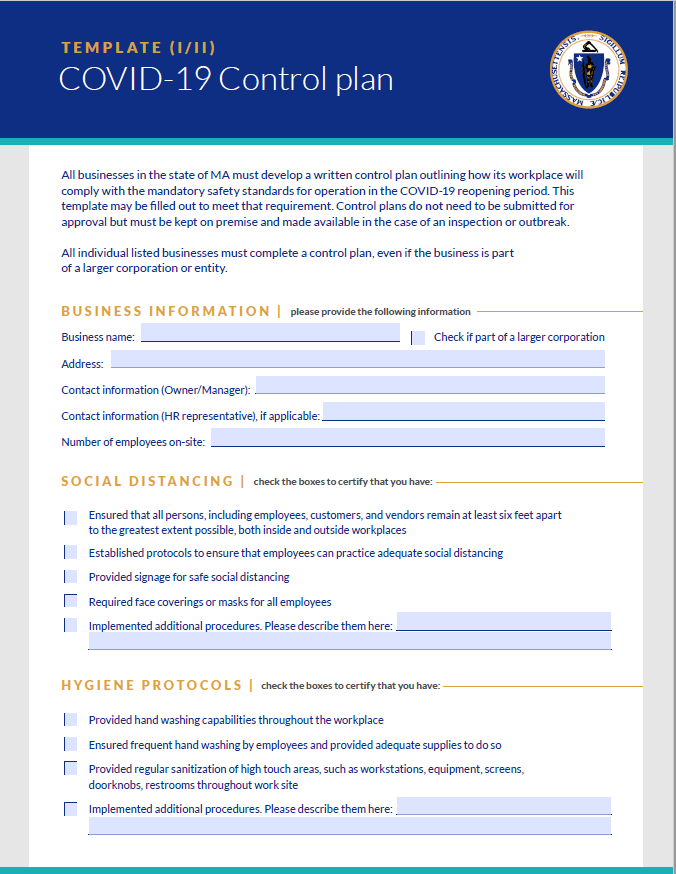 TEMPLATE (I/II)
COVID-19 Control plan
SIGILLUM REIPUBLICÆ MASSACHUSETTENSIS
All businesses in the state of MA must develop a written control plan outlining how its workplace will
comply with the mandatory safety standards for operation in the COVID-19 reopening period. This
template may be filled out to meet that requirement. Control plans do not need to be submitted for
approval but must be kept on premise and made available in the case of an inspection or outbreak.
All individual listed businesses must complete a control plan, even if the business is part
of a larger corporation or entity.
BUSINESS INFORMATION | please provide the following information
Business name: Check if part of a larger corporation
Address:
Contact information (Owner/Manager):
Contact information (HR representative), if applicable:
Number of employees on-site:
SOCIAL DISTANCING | check the boxes to certify that you have:
Ensured that all persons, including employees, customers, and vendors remain at least six feet apart
to the greatest extent possible, both inside and outside workplaces
Established protocols to ensure that employees can practice adequate social distancing
Provided signage for safe social distancing
Required face coverings or masks for all employees
Implemented additional procedures. Please describe them here:
HYGIENE PROTOCOLS | check the boxes to certify that you have:
Provided hand washing capabilities throughout the workplace
Ensured frequent hand washing by employees and provided adequate supplies to do so
Provided regular sanitization of high touch areas, such as workstations, equipment, screens,
doorknobs, restrooms throughout work site
Implemented additional procedures. Please describe them here: